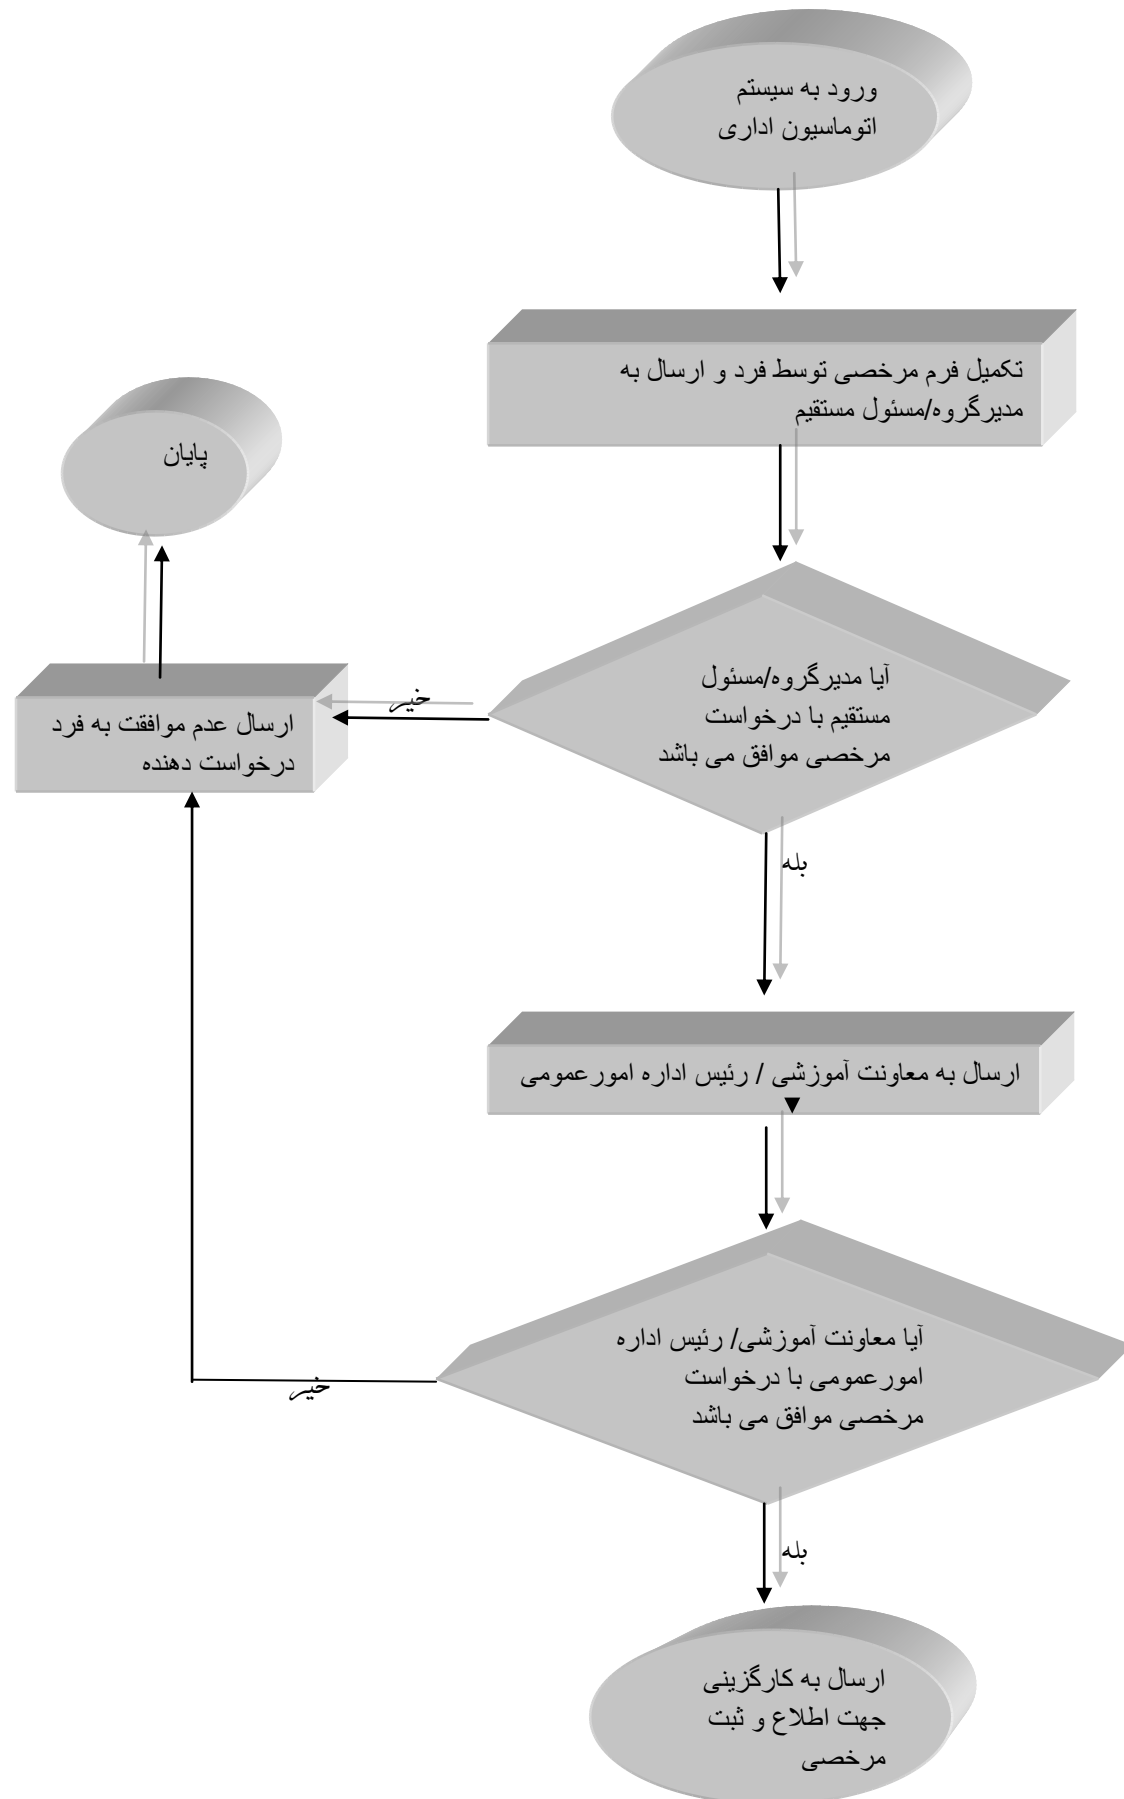 ورود به سیستم
اتوماسیون اداری
تکمیل فرم مرخصی توسط فرد و ارسال به
مدیرگروه/مسئول مستقیم
پایان
آیا مدیرگروه/مسئول
مستقیم با درخواست
مرخصی موافق می باشد
خیر
ارسال عدم موافقت به فرد
درخواست دهنده
بله
ارسال به معاونت آموزشی / رئیس اداره امورعمومی
آیا معاونت آموزشی/ رئیس اداره
امورعمومی با درخواست
مرخصی موافق می باشد
خیر
بله
ارسال به کارگزینی
جهت اطلاع و ثبت
مرخصی